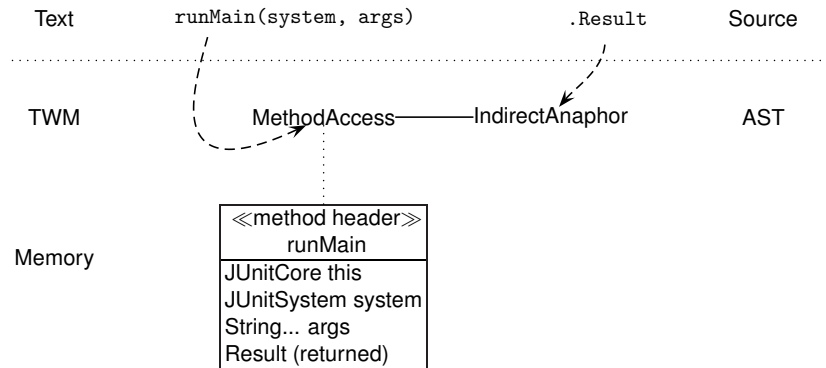 Text runMain(system, args) .Result Source
TWM MethodAccess IndirectAnaphor AST
≪method header≫
runMain
Memory
JUnitCore this
JUnitSystem system
String... args
Result (returned)